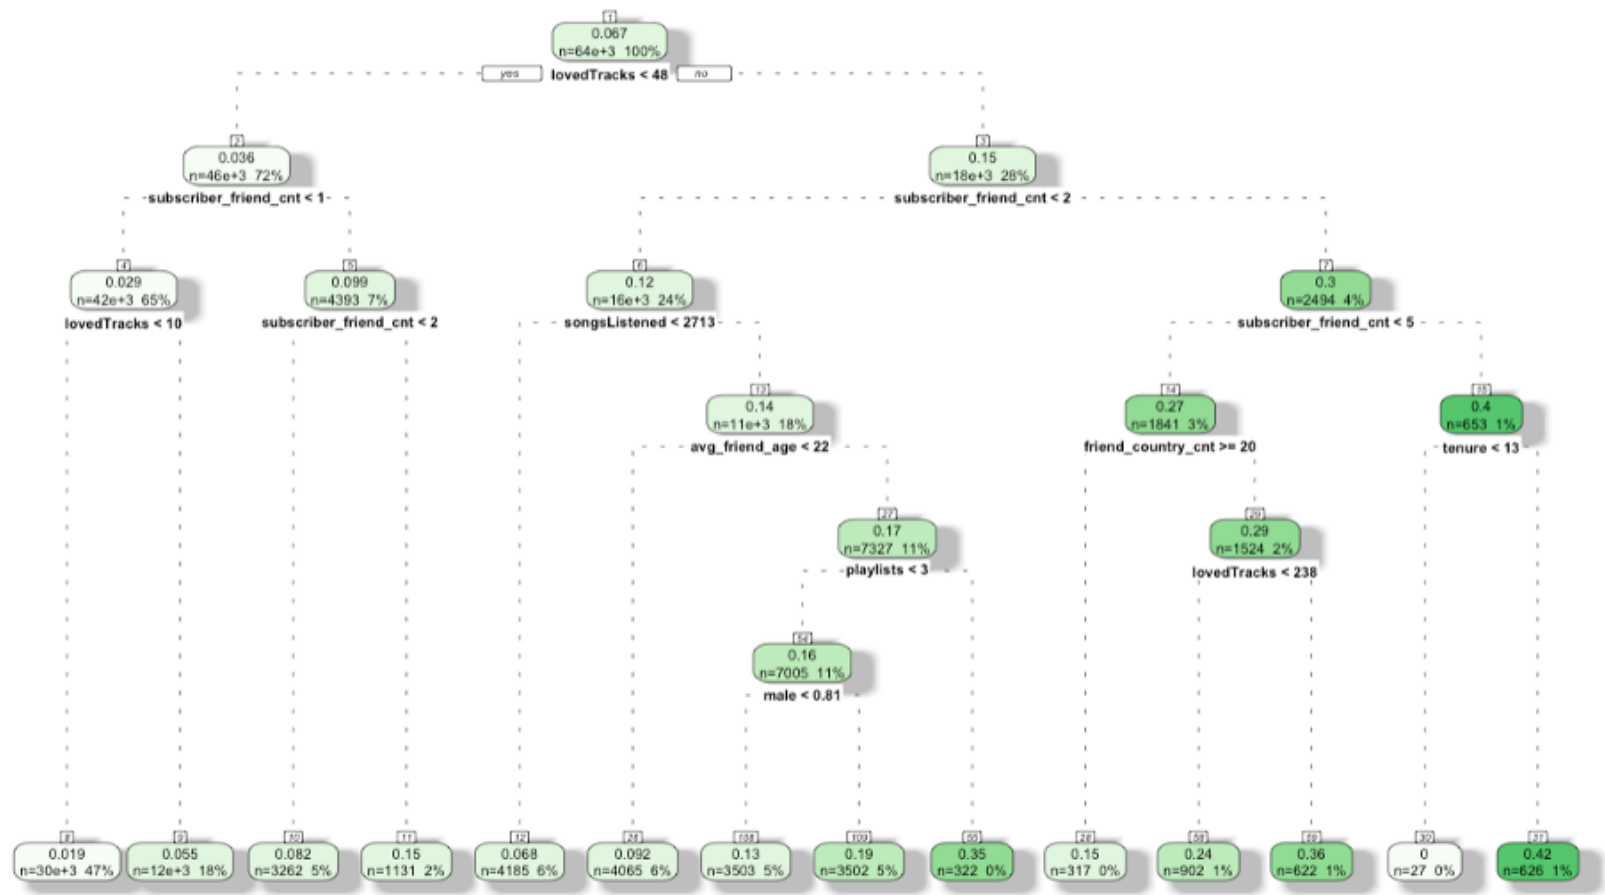 1
0.067
n=64e+3 100%
yes lovedTracks < 48 no
2
0.036
n=46e+3 72%
subscriber_friend_cnt < 1
3
0.15
n=18e+3 28%
subscriber_friend_cnt < 2
4
0.029
n=42e+3 65%
lovedTracks < 10
5
0.099
n=4393 7%
subscriber_friend_cnt < 2
6
0.12
n=16e+3 24%
songsListened < 2713
7
0.3
n=2494 4%
subscriber_friend_cnt < 5
13
0.14
n=11e+3 18%
avg_friend_age < 22
14
0.27
n=1841 3%
friend_country_cnt >= 20
15
0.4
n=653 1%
tenure < 13
27
0.17
n=7327 11%
playlists < 3
29
0.29
n=1524 2%
lovedTracks < 238
54
0.16
n=7005 11%
male < 0.81
8
0.019
n=30e+3 47%
9
0.055
n=12e+3 18%
10
0.082
n=3262 5%
11
0.15
n=1131 2%
12
0.068
n=4185 6%
26
0.092
n=4065 6%
108
0.13
n=3503 5%
109
0.19
n=3502 5%
55
0.35
n=322 0%
28
0.15
n=317 0%
58
0.24
n=902 1%
59
0.36
n=622 1%
30
0
n=27 0%
31
0.42
n=626 1%